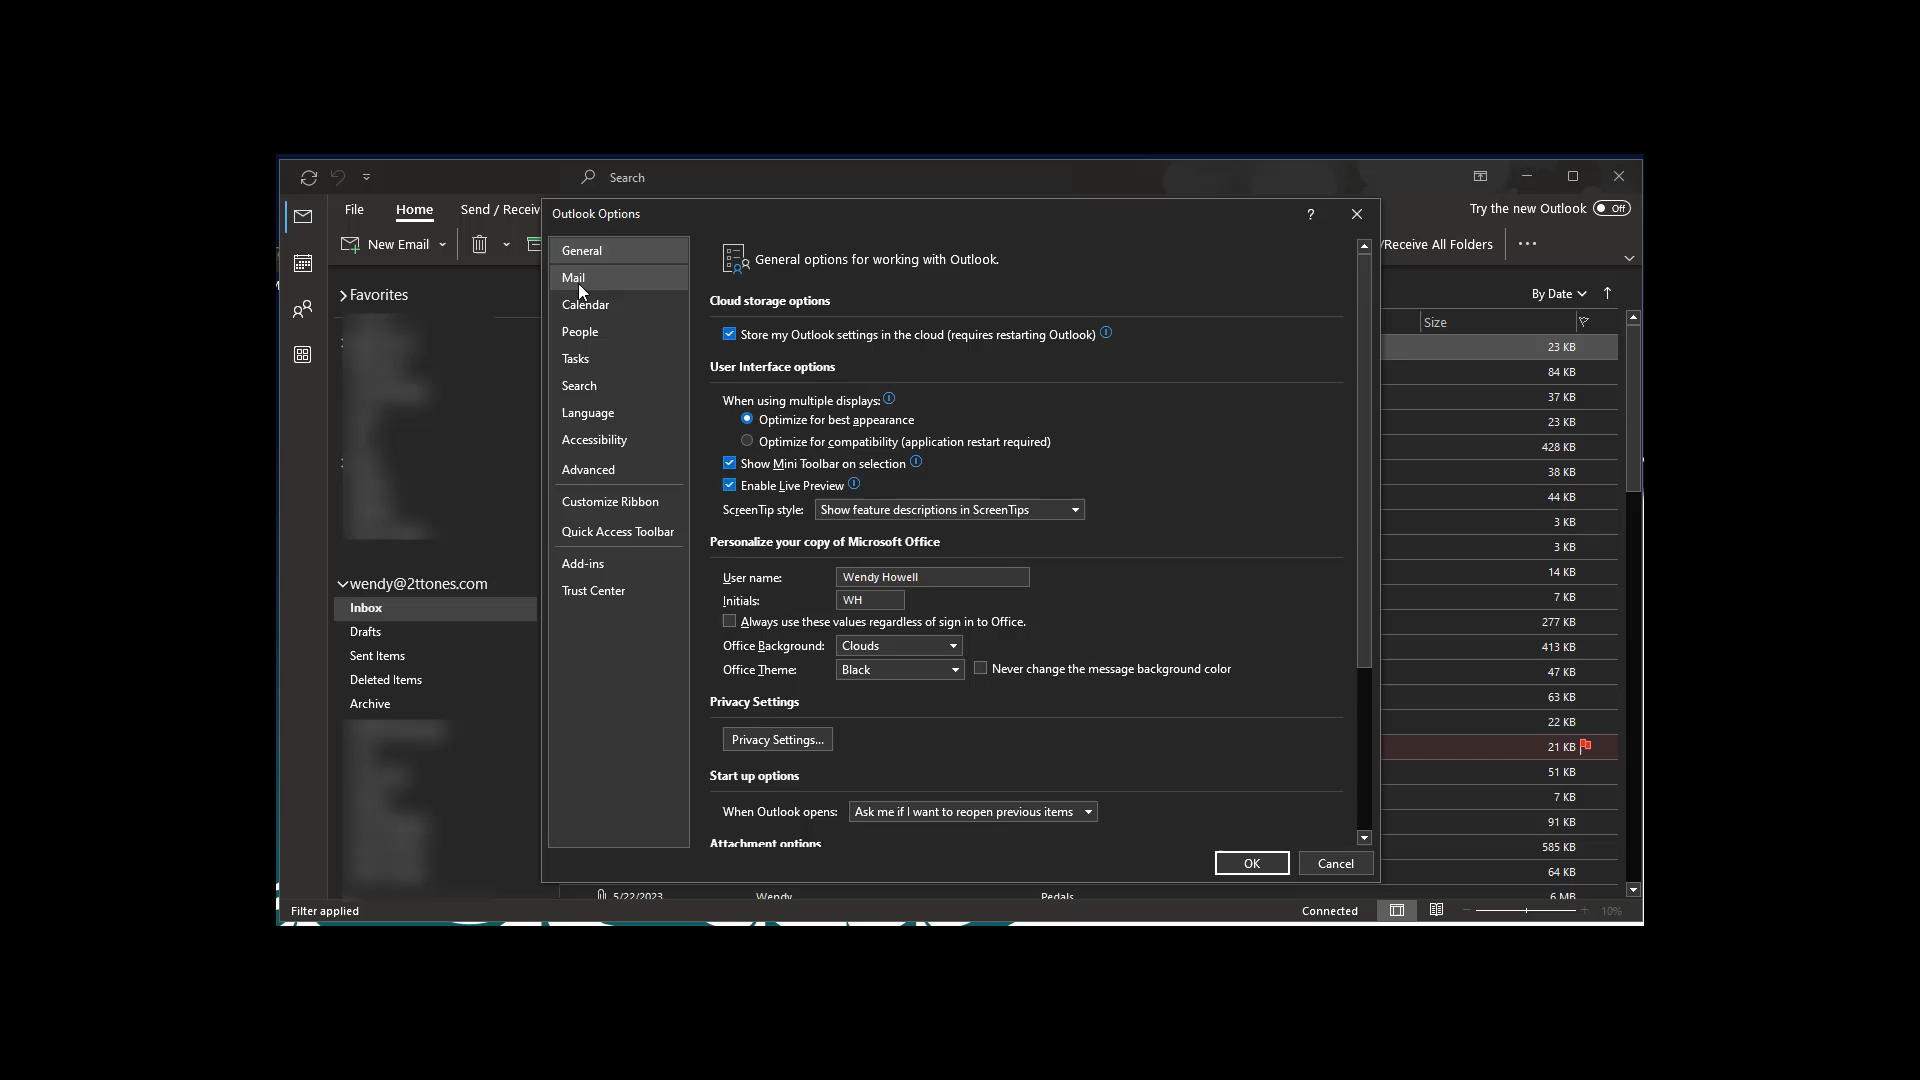 Search
File
Home
Send / Receiv
Try the new Outlook
Off
New Email
/Receive All Folders
Favorites
wendy@2ttones.com
Inbox
Drafts
Sent Items
Deleted Items
Archive
Outlook Options
?
General
Mail
Calendar
People
Tasks
Search
Language
Accessibility
Advanced
Customize Ribbon
Quick Access Toolbar
Add-ins
Trust Center
General options for working with Outlook.
Cloud storage options
Store my Outlook settings in the cloud (requires restarting Outlook)
User Interface options
When using multiple displays:
Optimize for best appearance
Optimize for compatibility (application restart required)
Show Mini Toolbar on selection
Enable Live Preview
ScreenTip style: Show feature descriptions in ScreenTips
Personalize your copy of Microsoft Office
User name: Wendy Howell
Initials: WH
Always use these values regardless of sign in to Office.
Office Background: Clouds
Office Theme: Black Never change the message background color
Privacy Settings
Privacy Settings...
Start up options
When Outlook opens: Ask me if I want to reopen previous items
Attachment options
OK Cancel
By Date
Size
23 KB
84 KB
37 KB
23 KB
428 KB
38 KB
44 KB
3 KB
3 KB
14 KB
7 KB
277 KB
413 KB
47 KB
63 KB
22 KB
21 KB
51 KB
7 KB
91 KB
585 KB
64 KB
5/22/2023 Wendy Pedals 6 MB
Filter applied
Connected
10%